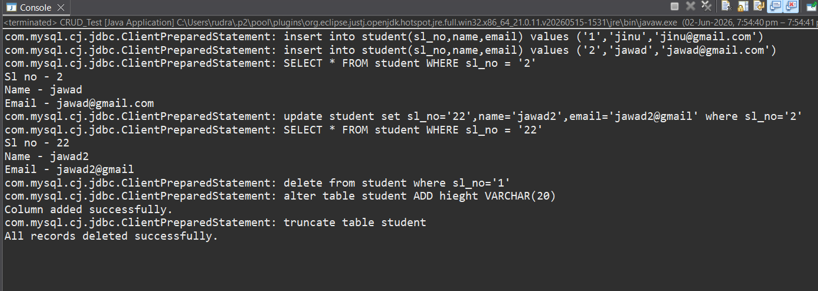 Console
<terminated> CRUD_Test [Java Application] C:\Users\rudra\.p2\pool\plugins\org.eclipse.justj.openjdk.hotspot.jre.full.win32.x86_64_21.0.11.v20260515-1531\jre\bin\javaw.exe (02-Jun-2026, 7:54:40 pm – 7:54:41 p
com.mysql.cj.jdbc.ClientPreparedStatement: insert into student(sl_no,name,email) values ('1','jinu','jinu@gmail.com')
com.mysql.cj.jdbc.ClientPreparedStatement: insert into student(sl_no,name,email) values ('2','jawad','jawad@gmail.com')
com.mysql.cj.jdbc.ClientPreparedStatement: SELECT * FROM student WHERE sl_no = '2'
Sl no - 2
Name - jawad
Email - jawad@gmail.com
com.mysql.cj.jdbc.ClientPreparedStatement: update student set sl_no='22',name='jawad2',email='jawad2@gmail' where sl_no='2'
com.mysql.cj.jdbc.ClientPreparedStatement: SELECT * FROM student WHERE sl_no = '22'
Sl no - 22
Name - jawad2
Email - jawad2@gmail
com.mysql.cj.jdbc.ClientPreparedStatement: delete from student where sl_no='1'
com.mysql.cj.jdbc.ClientPreparedStatement: alter table student ADD hieght VARCHAR(20)
Column added successfully.
com.mysql.cj.jdbc.ClientPreparedStatement: truncate table student
All records deleted successfully.